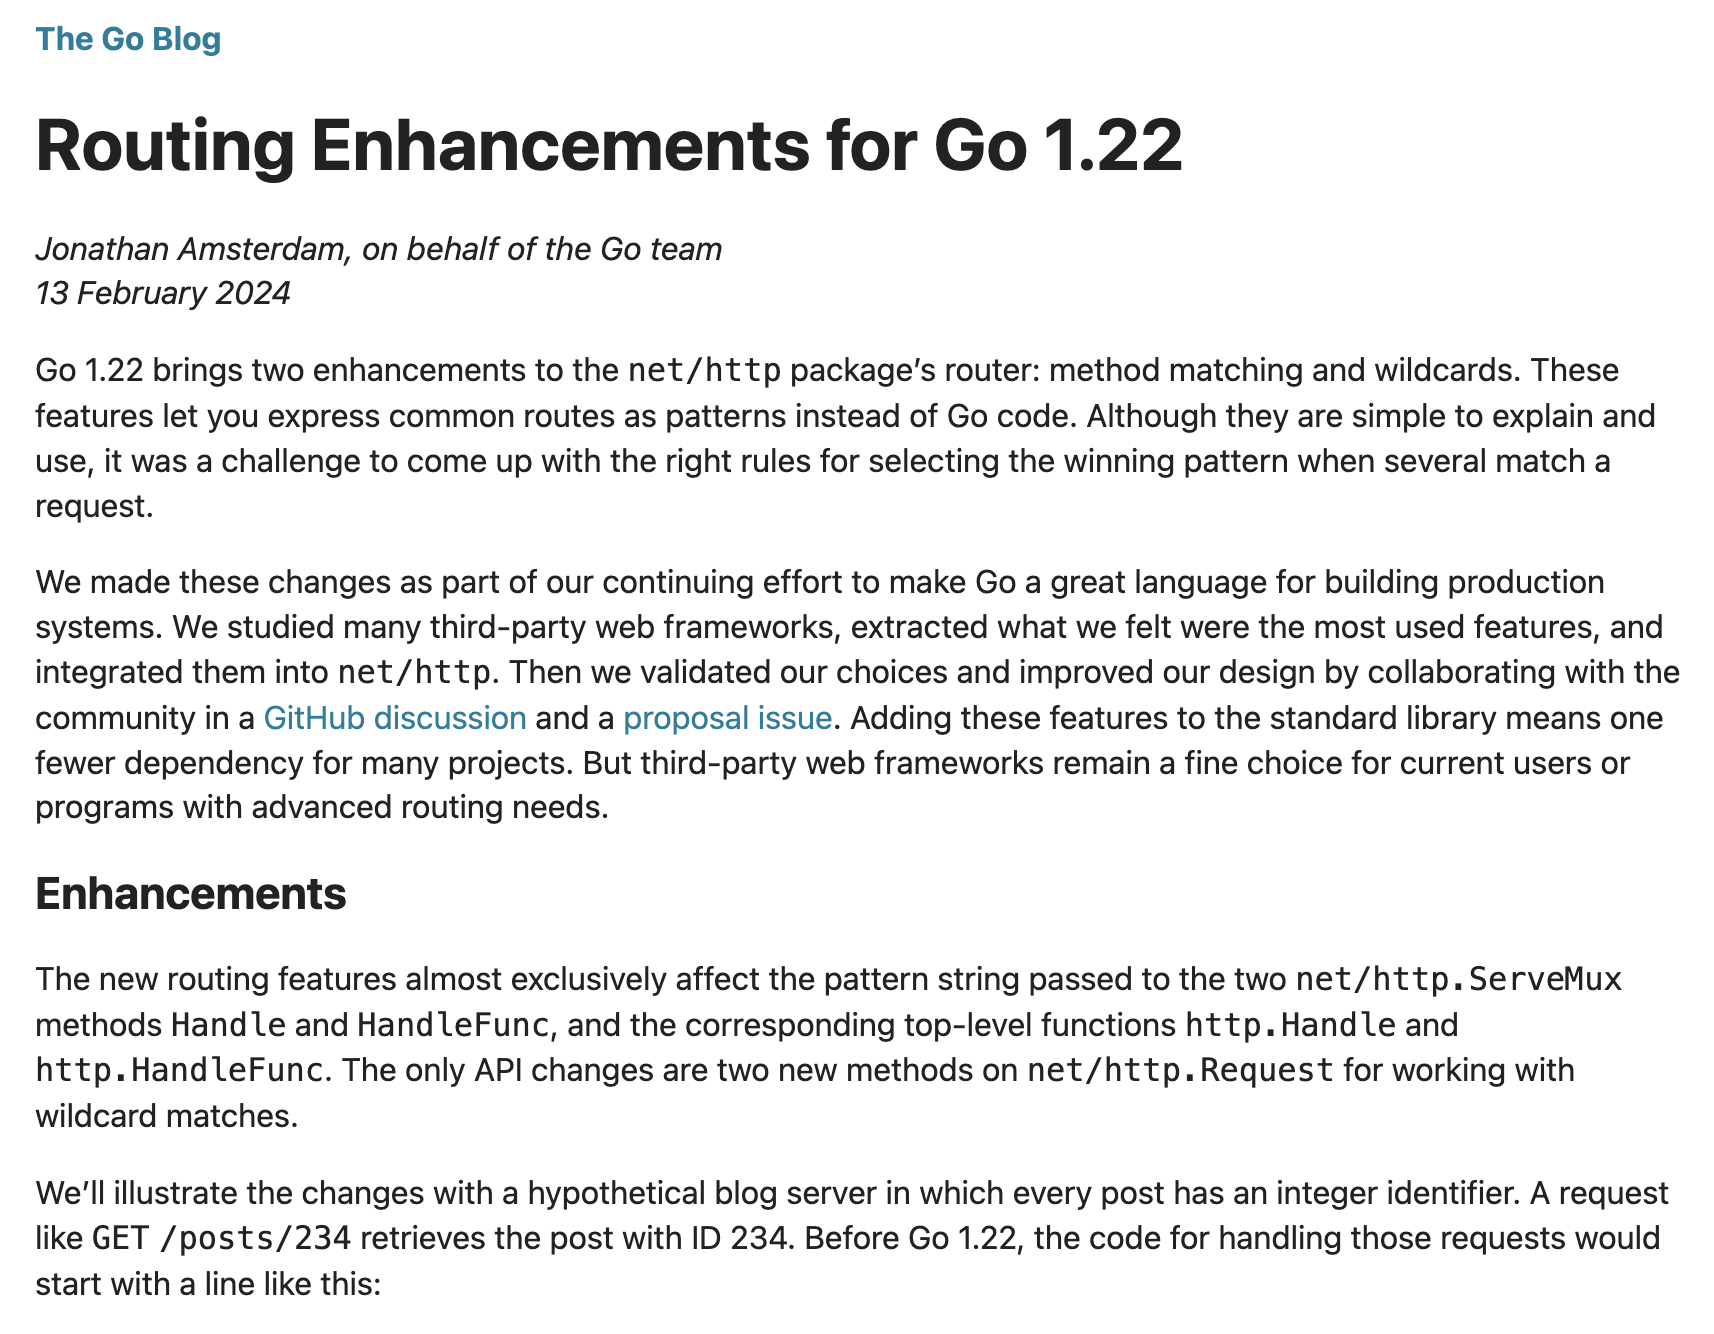 The Go Blog
Routing Enhancements for Go 1.22
Jonathan Amsterdam, on behalf of the Go team
13 February 2024
Go 1.22 brings two enhancements to the net/http package’s router: method matching and wildcards. These
features let you express common routes as patterns instead of Go code. Although they are simple to explain and
use, it was a challenge to come up with the right rules for selecting the winning pattern when several match a
request.
We made these changes as part of our continuing effort to make Go a great language for building production
systems. We studied many third-party web frameworks, extracted what we felt were the most used features, and
integrated them into net/http. Then we validated our choices and improved our design by collaborating with the
community in a GitHub discussion and a proposal issue. Adding these features to the standard library means one
fewer dependency for many projects. But third-party web frameworks remain a fine choice for current users or
programs with advanced routing needs.
Enhancements
The new routing features almost exclusively affect the pattern string passed to the two net/http.ServeMux
methods Handle and HandleFunc, and the corresponding top-level functions http.Handle and
http.HandleFunc. The only API changes are two new methods on net/http.Request for working with
wildcard matches.
We’ll illustrate the changes with a hypothetical blog server in which every post has an integer identifier. A request
like GET /posts/234 retrieves the post with ID 234. Before Go 1.22, the code for handling those requests would
start with a line like this: